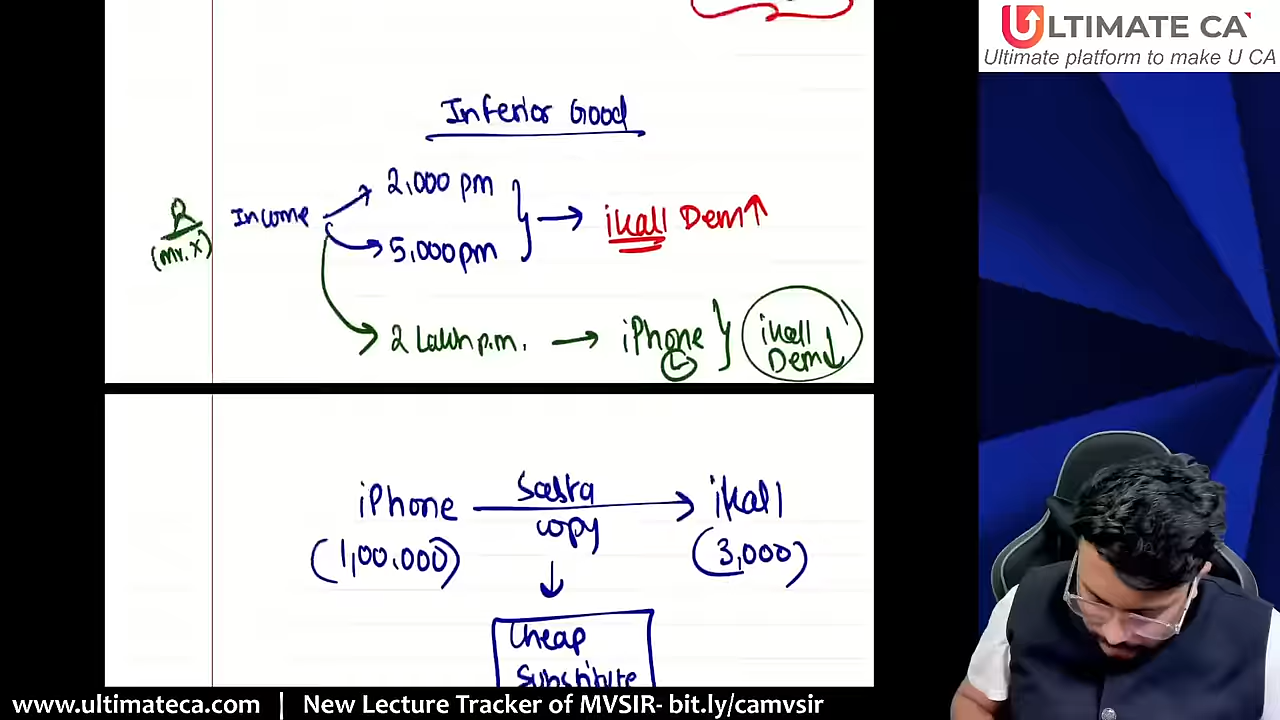 ULTIMATE CA
Ultimate platform to make U CA
Inferior Good
(Mr. X)
Income
2,000 pm
5,000 pm
iKall Dem↑
2 Lakh p.m. → iPhone
iKall
Dem↓
iPhone
Sasta
copy
iKall
(1,00,000)
(3,000)
Cheap
Substitute
www.ultimateca.com | New Lecture Tracker of MVSIR- bit.ly/camvsir